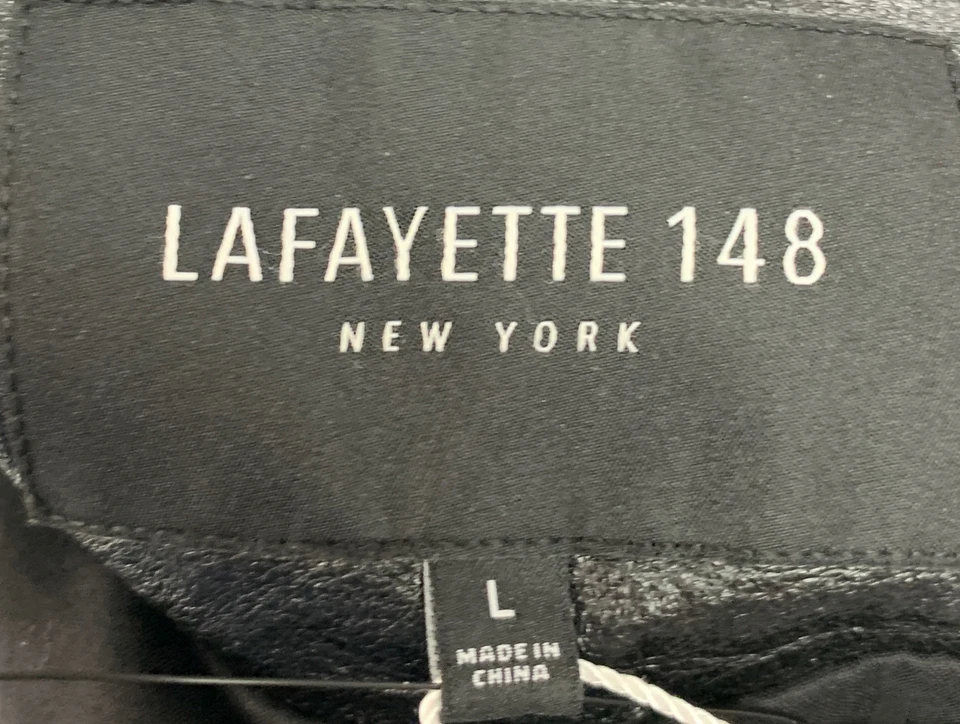 LAFAYETTE 148
NEW YORK
L
MADE IN
CHINA